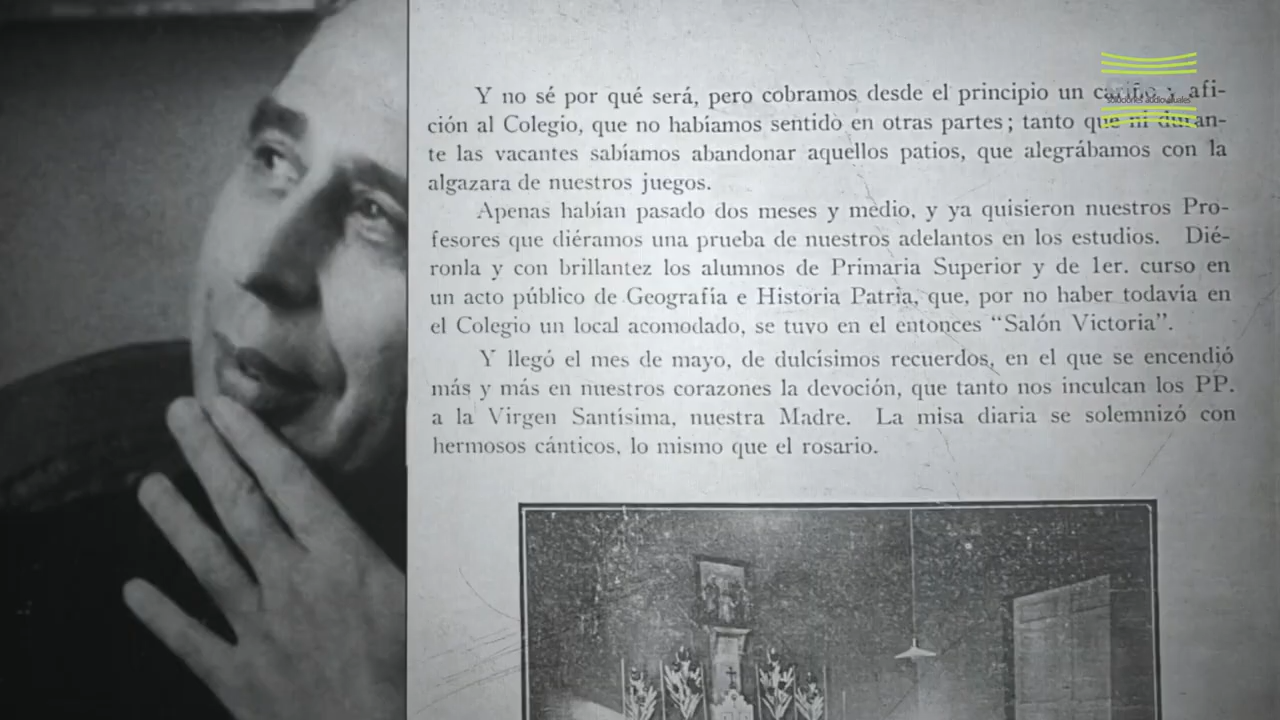 Y no sé por qué será, pero cobramos desde el principio un cariño y afi-
ción al Colegio, que no habíamos sentido en otras partes; tanto que ni duran-
te las vacantes sabíamos abandonar aquellos patios, que alegrábamos con la
algazara de nuestros juegos.
Apenas habían pasado dos meses y medio, y ya quisieron nuestros Pro-
fesores que diéramos una prueba de nuestros adelantos en los estudios. Dié-
ronla y con brillantez los alumnos de Primaria Superior y de 1er. curso en
un acto público de Geografía e Historia Patria, que, por no haber todavía en
el Colegio un local acomodado, se tuvo en el entonces "Salón Victoria".
Y llegó el mes de mayo, de dulcísimos recuerdos, en el que se encendió
más y más en nuestros corazones la devoción, que tanto nos inculcan los PP.
a la Virgen Santísima, nuestra Madre. La misa diaria se solemnizó con
hermosos cánticos, lo mismo que el rosario.
soluciones audiovisuales